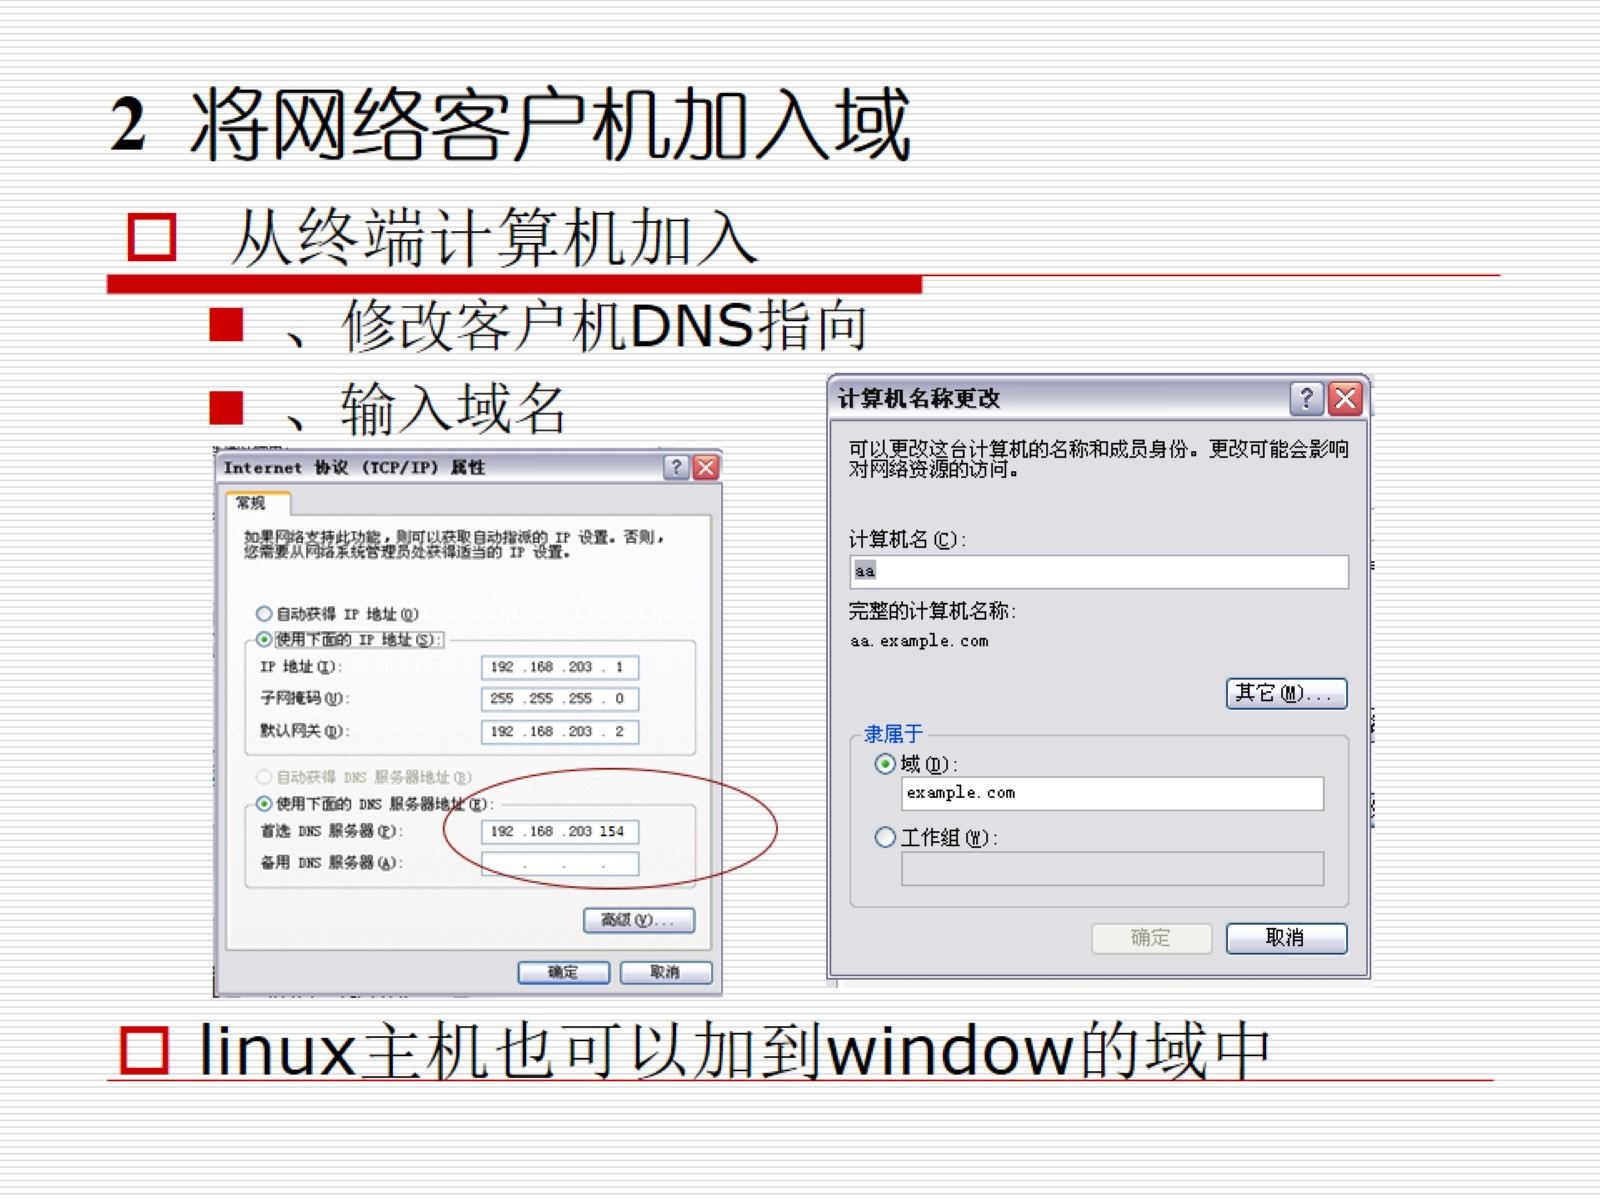 2 将网络客户机加入域
从终端计算机加入
、修改客户机DNS指向
、输入域名
Internet 协议 (TCP/IP) 属性
常规
如果网络支持此功能，则可以获取自动指派的 IP 设置。否则，
您需要从网络系统管理员处获得适当的 IP 设置。
自动获得 IP 地址(O)
使用下面的 IP 地址(S):
IP 地址(I): 192 .168 .203 . 1
子网掩码(U): 255 .255 .255 . 0
默认网关(D): 192 .168 .203 . 2
自动获得 DNS 服务器地址(B)
使用下面的 DNS 服务器地址(E):
首选 DNS 服务器(P): 192 .168 .203 154
备用 DNS 服务器(A): . . .
高级(V)...
确定 取消
计算机名称更改
可以更改这台计算机的名称和成员身份。更改可能会影响
对网络资源的访问。
计算机名(C):
aa
完整的计算机名称:
aa.example.com
其它(M)...
隶属于
域(D):
example.com
工作组(W):
确定 取消
linux主机也可以加到window的域中